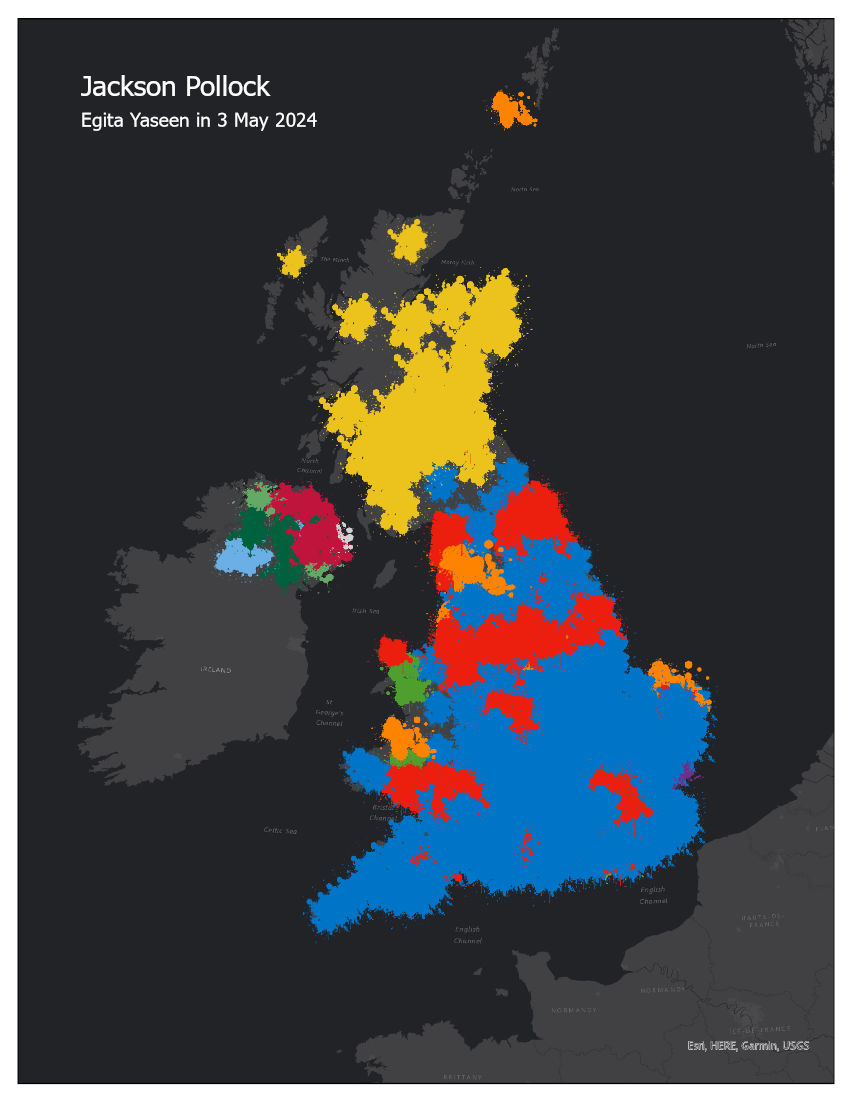 Jackson Pollock
Egita Yaseen in 3 May 2024
North Sea
The Minch
Moray Firth
North Sea
North
Channel
Irish Sea
IRELAND
St
George's
Channel
Bristol
Channel
Celtic Sea
English
Channel
English
Channel
HAUTS-DE-
FRANCE
NORMANDY
NORMANDY
ILE-DE-FRANCE
Esri, HERE, Garmin, USGS
BRITTANY